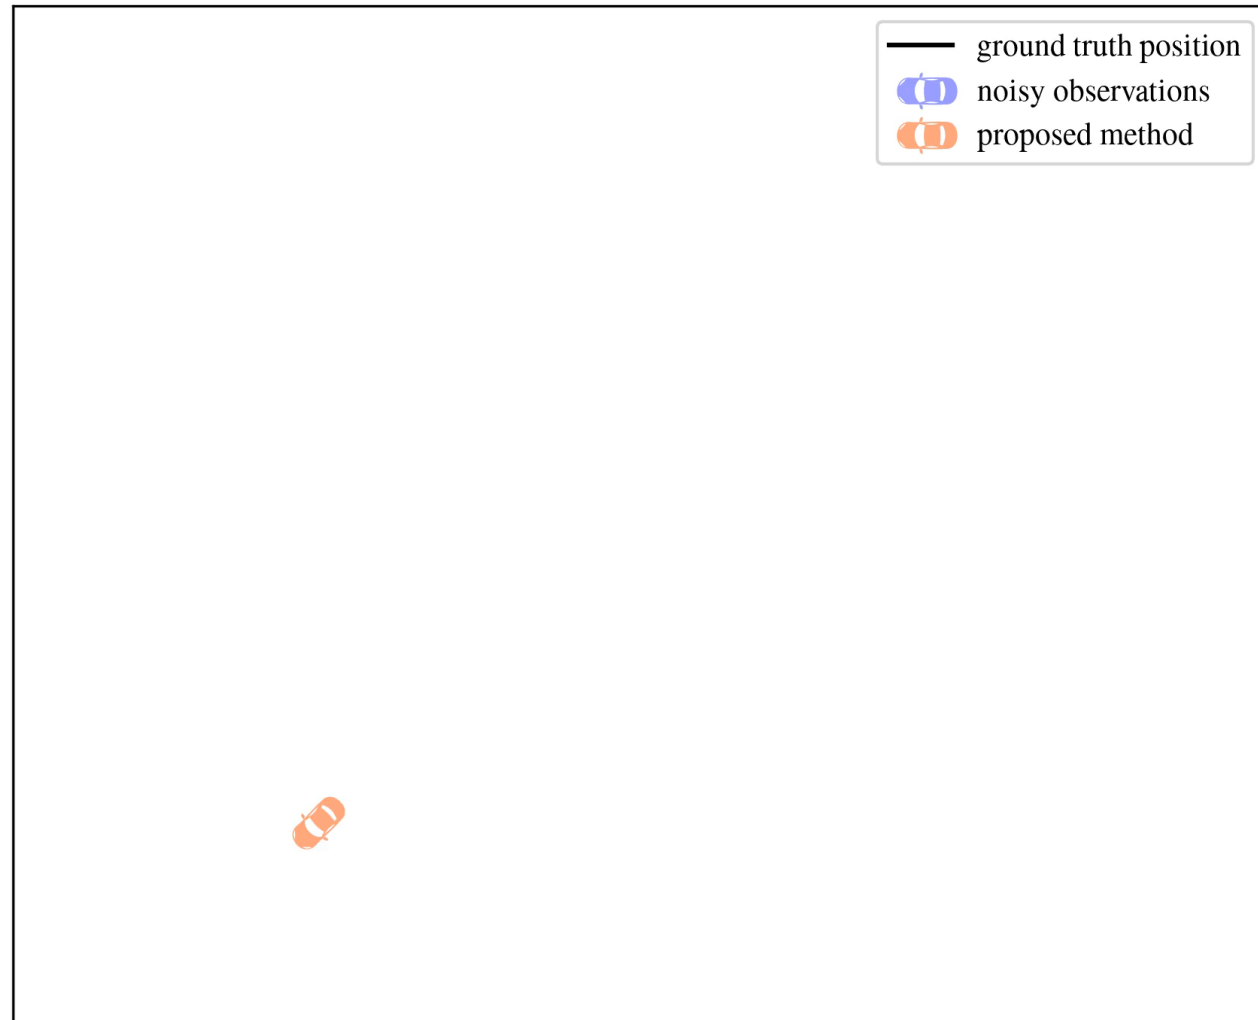 ground truth position
noisy observations
proposed method